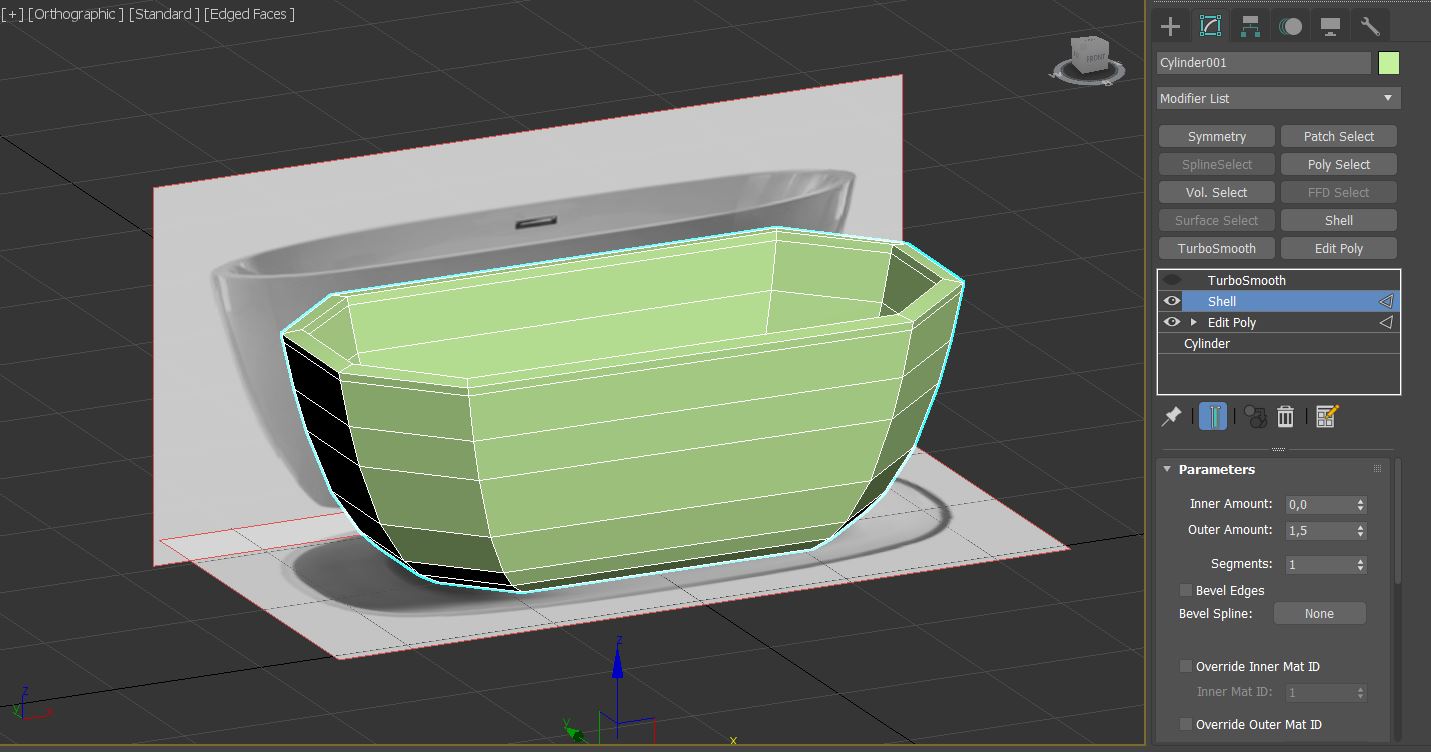 [+] [Orthographic ] [Standard ] [Edged Faces ]
FRONT
Cylinder001
Modifier List
Symmetry Patch Select
SplineSelect Poly Select
Vol. Select FFD Select
Surface Select Shell
TurboSmooth Edit Poly
TurboSmooth
Shell
Edit Poly
Cylinder
Parameters
Inner Amount: 0,0
Outer Amount: 1,5
Segments: 1
Bevel Edges
Bevel Spline: None
Override Inner Mat ID
Inner Mat ID: 1
Override Outer Mat ID
z
y
x
z
y
x